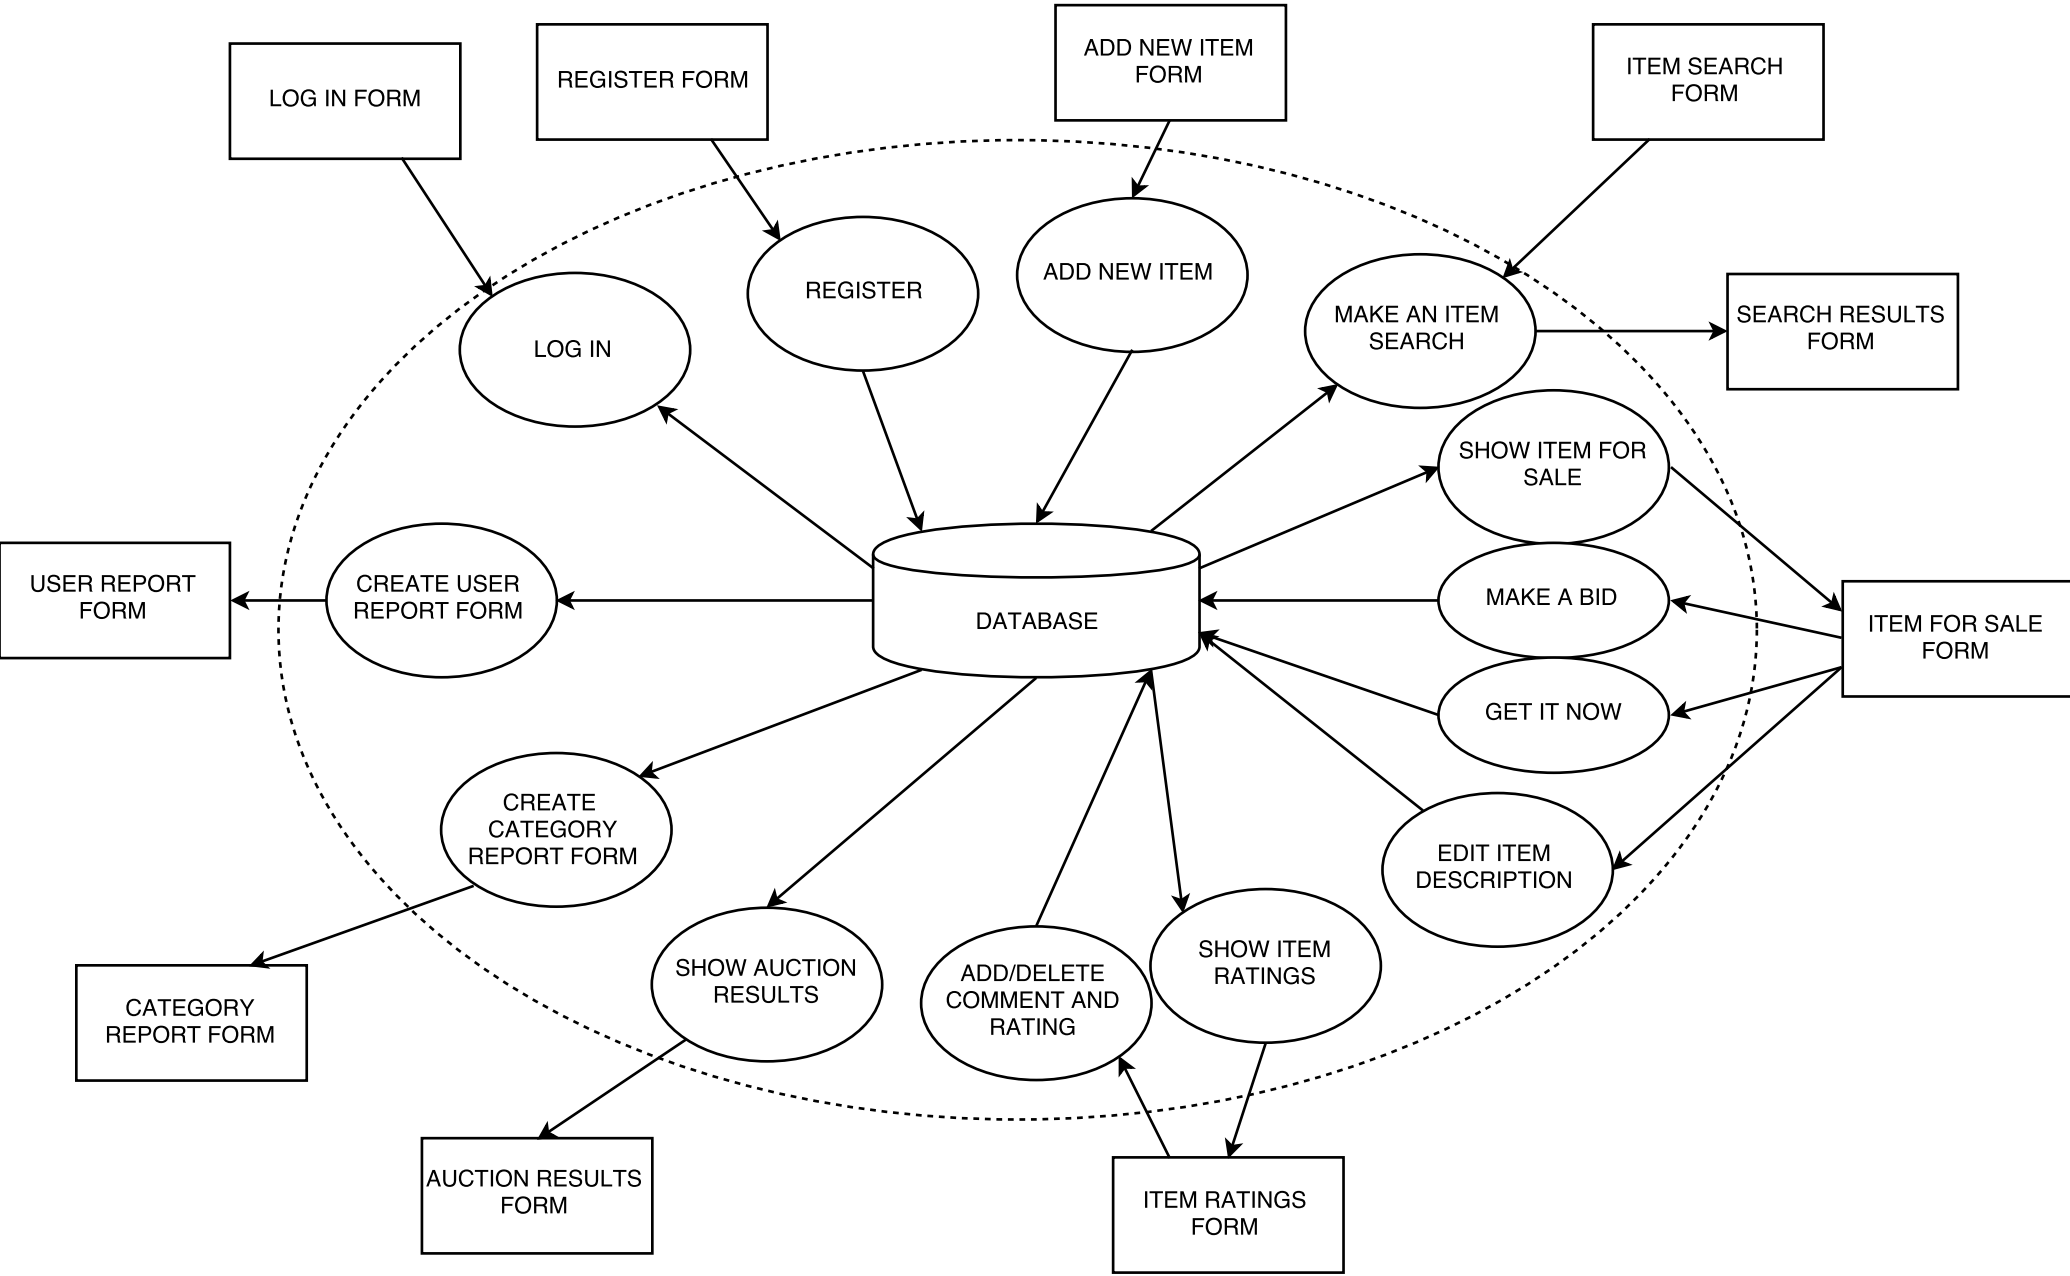 ADD NEW ITEM
FORM
REGISTER FORM
ITEM SEARCH
FORM
LOG IN FORM
ADD NEW ITEM
REGISTER
MAKE AN ITEM
SEARCH
SEARCH RESULTS
FORM
LOG IN
SHOW ITEM FOR
SALE
USER REPORT
FORM
CREATE USER
REPORT FORM
DATABASE
MAKE A BID
ITEM FOR SALE
FORM
GET IT NOW
CREATE
CATEGORY
REPORT FORM
EDIT ITEM
DESCRIPTION
SHOW AUCTION
RESULTS
ADD/DELETE
COMMENT AND
RATING
SHOW ITEM
RATINGS
CATEGORY
REPORT FORM
AUCTION RESULTS
FORM
ITEM RATINGS
FORM